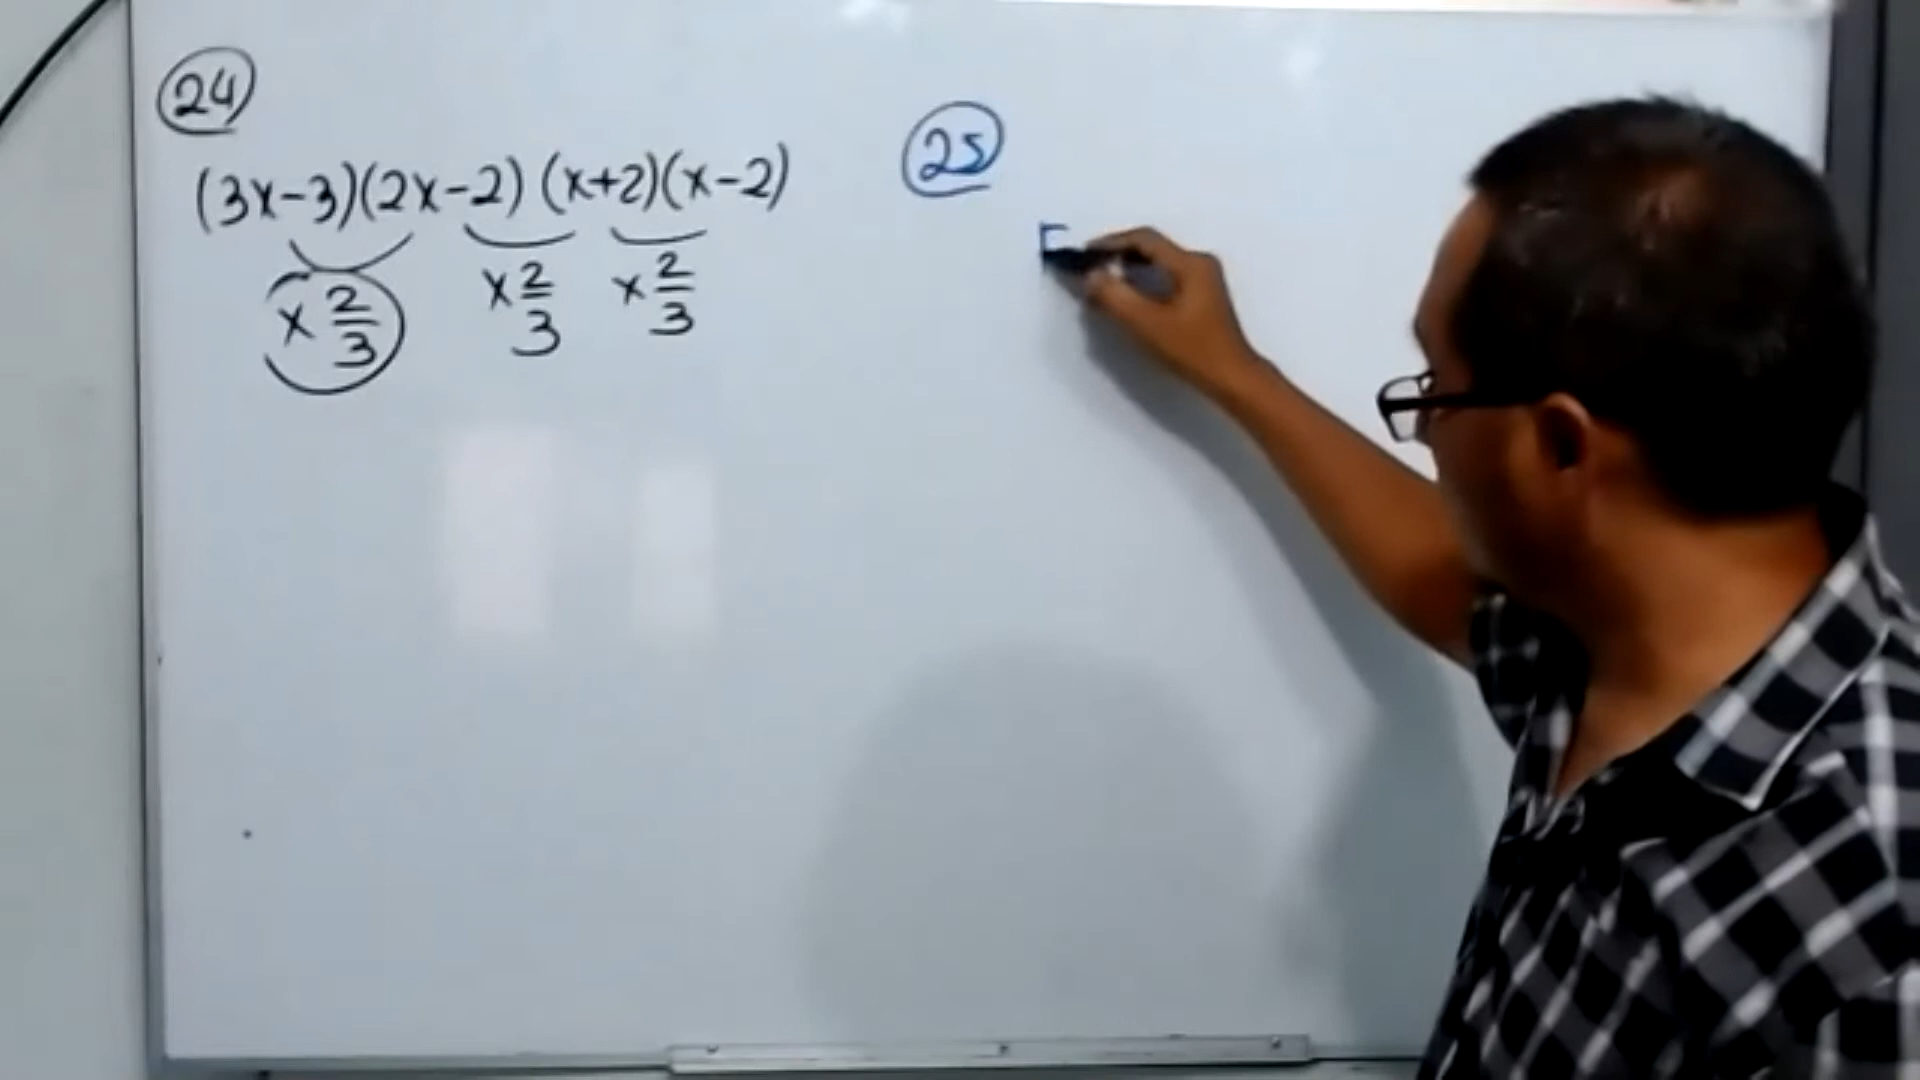 24
(3x-3)(2x-2)(x+2)(x-2)
x 2/3 x 2/3 x 2/3
25